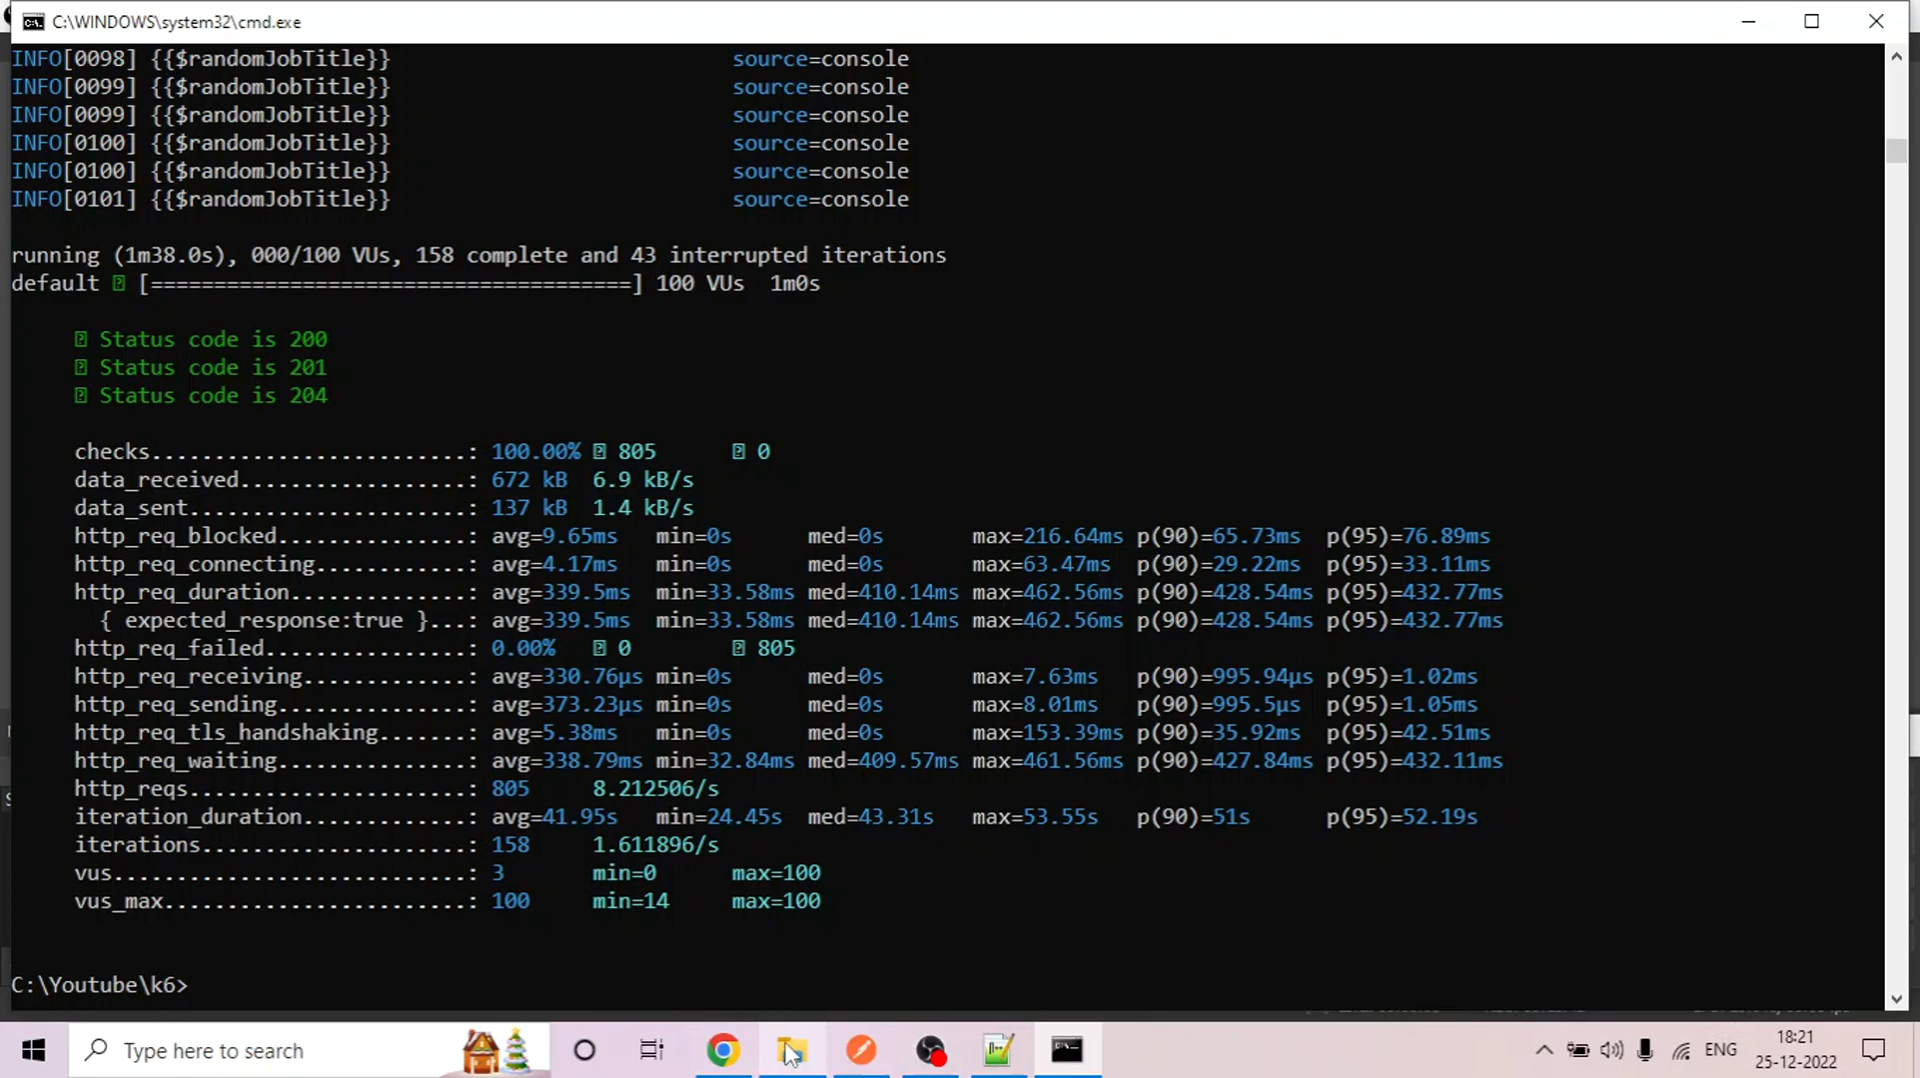 C:\WINDOWS\system32\cmd.exe
INFO[0098] {{$randomJobTitle}} source=console
INFO[0099] {{$randomJobTitle}} source=console
INFO[0099] {{$randomJobTitle}} source=console
INFO[0100] {{$randomJobTitle}} source=console
INFO[0100] {{$randomJobTitle}} source=console
INFO[0101] {{$randomJobTitle}} source=console
running (1m38.0s), 000/100 VUs, 158 complete and 43 interrupted iterations
default [======================================] 100 VUs 1m0s
Status code is 200
Status code is 201
Status code is 204
checks.........................: 100.00% 805 0
data_received..................: 672 kB 6.9 kB/s
data_sent......................: 137 kB 1.4 kB/s
http_req_blocked...............: avg=9.65ms min=0s med=0s max=216.64ms p(90)=65.73ms p(95)=76.89ms
http_req_connecting............: avg=4.17ms min=0s med=0s max=63.47ms p(90)=29.22ms p(95)=33.11ms
http_req_duration..............: avg=339.5ms min=33.58ms med=410.14ms max=462.56ms p(90)=428.54ms p(95)=432.77ms
{ expected_response:true }...: avg=339.5ms min=33.58ms med=410.14ms max=462.56ms p(90)=428.54ms p(95)=432.77ms
http_req_failed................: 0.00% 0 805
http_req_receiving.............: avg=330.76µs min=0s med=0s max=7.63ms p(90)=995.94µs p(95)=1.02ms
http_req_sending...............: avg=373.23µs min=0s med=0s max=8.01ms p(90)=995.5µs p(95)=1.05ms
http_req_tls_handshaking.......: avg=5.38ms min=0s med=0s max=153.39ms p(90)=35.92ms p(95)=42.51ms
http_req_waiting...............: avg=338.79ms min=32.84ms med=409.57ms max=461.56ms p(90)=427.84ms p(95)=432.11ms
http_reqs......................: 805 8.212506/s
iteration_duration.............: avg=41.95s min=24.45s med=43.31s max=53.55s p(90)=51s p(95)=52.19s
iterations.....................: 158 1.611896/s
vus............................: 3 min=0 max=100
vus_max........................: 100 min=14 max=100
C:\Youtube\k6>
Type here to search
ENG
18:21
25-12-2022